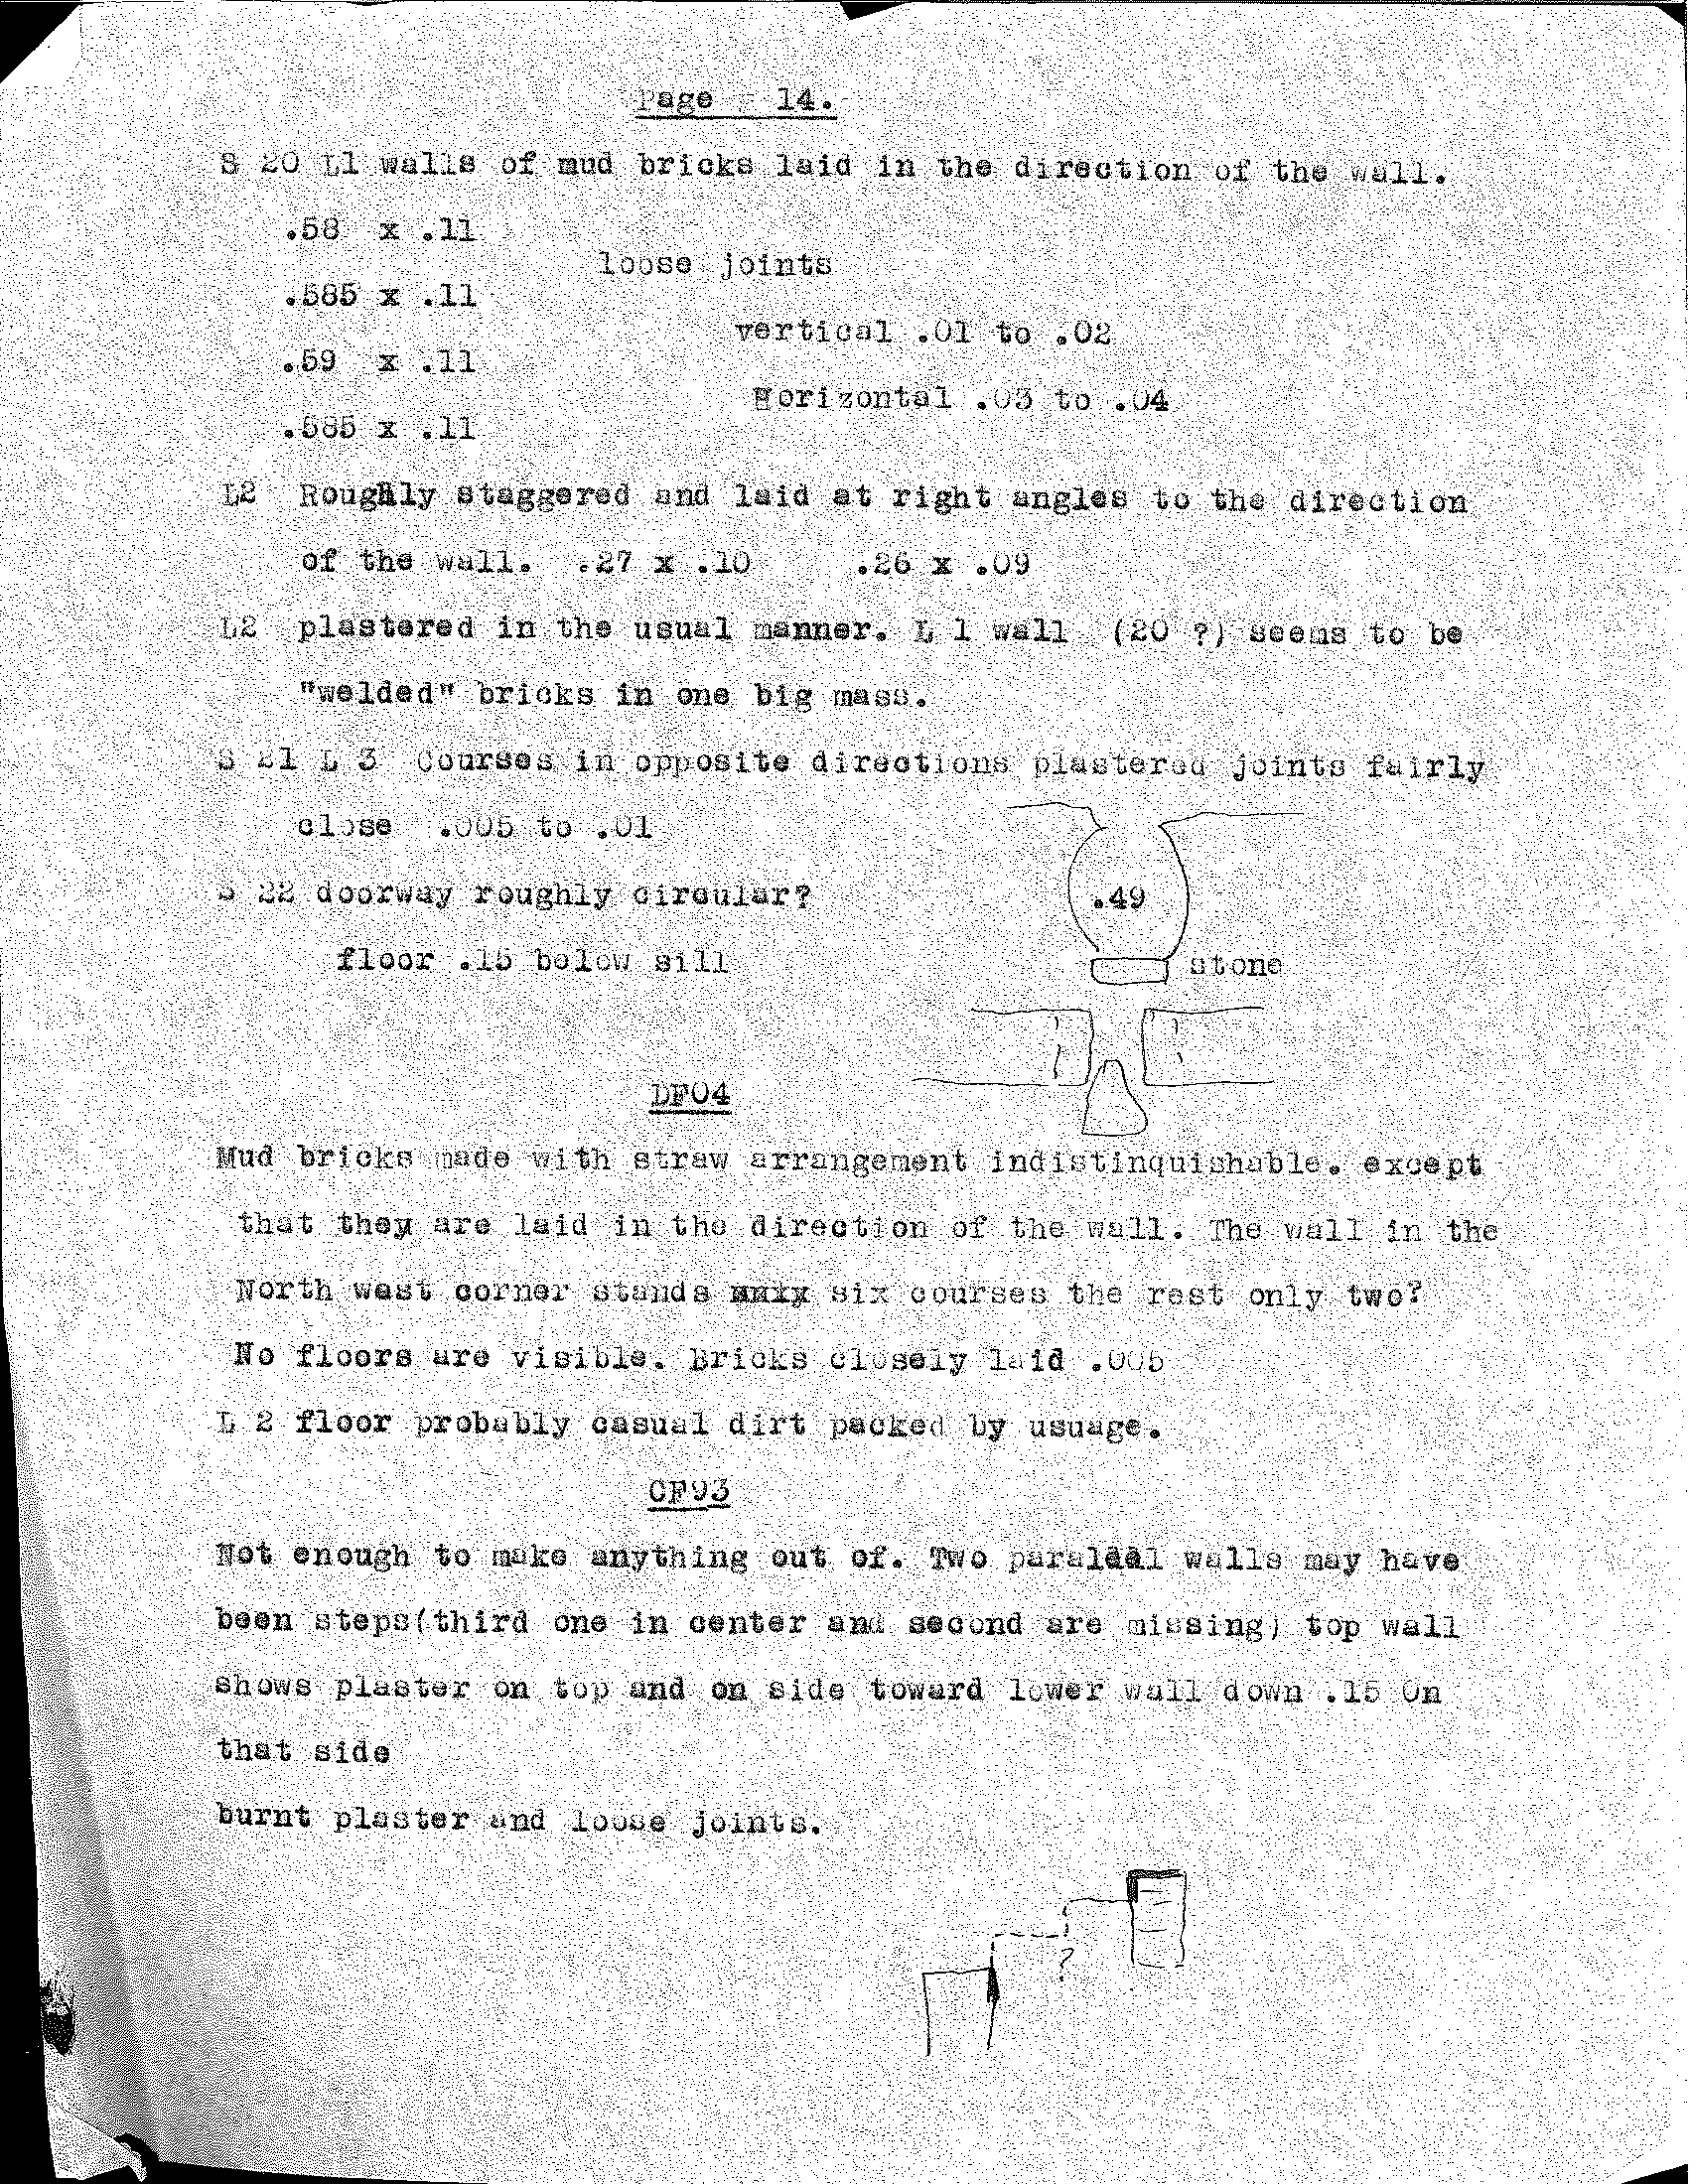 Page - 14.
S 20 L1 walls of mud bricks laid in the direction of the wall.
.58 x .11
loose joints
.585 x .11
vertical .01 to .02
.59 x .11
Horizontal .03 to .04
.585 x .11
L2 Roughly staggered and laid at right angles to the direction
of the wall. .27 x .10 .26 x .09
L2 plastered in the usual manner. L 1 wall (20 ?) seems to be
"welded" bricks in one big mass.
S 21 L 3 Courses in opposite directions plastered joints fairly
close .005 to .01
S 22 doorway roughly circular?
.49
floor .15 below sill
stone
DF04
Mud bricks made with straw arrangement indistinquishable. except
that they are laid in the direction of the wall. The wall in the
North west corner stands six courses the rest only two?
No floors are visible. Bricks closely laid .005
L 2 floor probably casual dirt packed by usuage.
CF93
Not enough to make anything out of. Two paralael walls may have
been steps(third one in center and second are missing) top wall
shows plaster on top and on side toward lower wall down .15 On
that side
burnt plaster and loose joints.
?